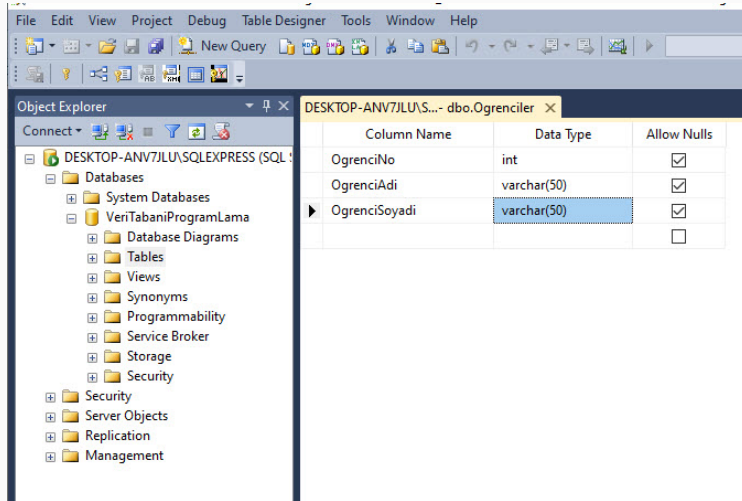 File Edit View Project Debug Table Designer Tools Window Help
New Query
Object Explorer
Connect
DESKTOP-ANV7JLU\SQLEXPRESS (SQL
Databases
System Databases
VeriTabaniProgramLama
Database Diagrams
Tables
Views
Synonyms
Programmability
Service Broker
Storage
Security
Security
Server Objects
Replication
Management
DESKTOP-ANV7JLU\S...- dbo.Ogrenciler
Column Name Data Type Allow Nulls
OgrenciNo int
OgrenciAdi varchar(50)
OgrenciSoyadi varchar(50)